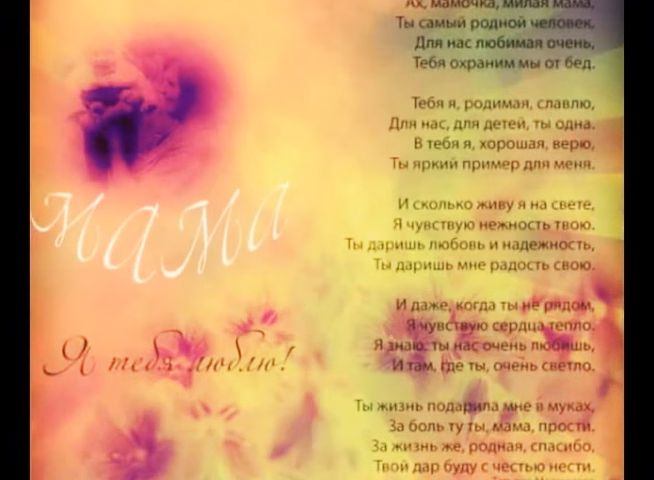 Ах, мамочка, милая мама,
Ты самый родной человек,
Для нас любимая очень,
Тебя охраним мы от бед.
Тебя я, родимая, славлю,
Для нас, для детей, ты одна.
В тебя я, хорошая, верю,
Ты яркий пример для меня.
И сколько живу я на свете,
Я чувствую нежность твою.
Ты даришь любовь и надежность,
Ты даришь мне радость свою.
И даже, когда ты не рядом,
Я чувствую сердца тепло.
Я знаю, ты нас очень любишь,
И там, где ты, очень светло.
Ты жизнь подарила мне в муках,
За боль ту ты, мама, прости.
За жизнь же, родная, спасибо,
Твой дар буду с честью нести.
мама
Я тебя люблю!